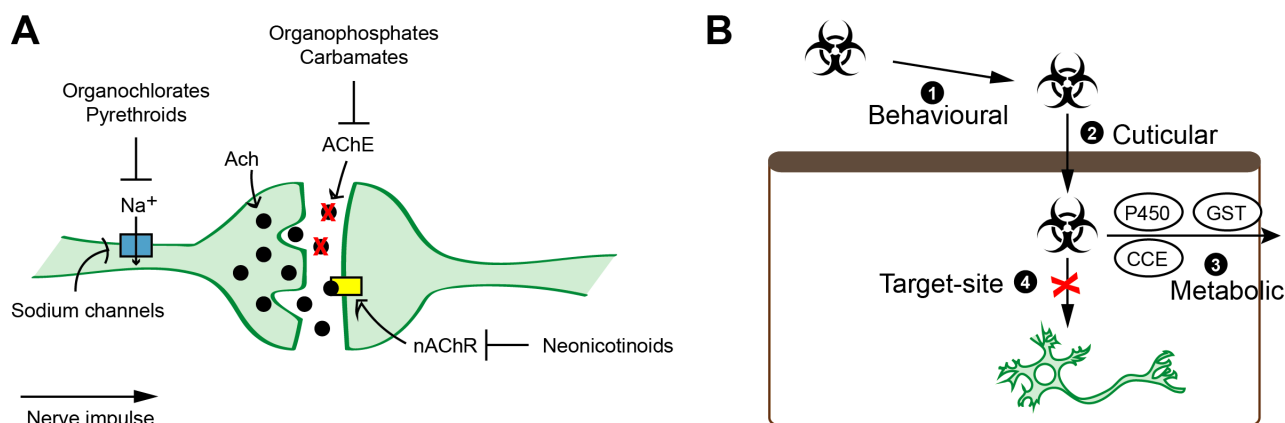 A
Organophosphates
Carbamates
Organochlorates
Pyrethroids
AChE
Ach
Na+
Sodium channels
nAChR
Neonicotinoids
Nerve impulse
B
1
Behavioural
2 Cuticular
P450
GST
CCE
3
Metabolic
Target-site 4